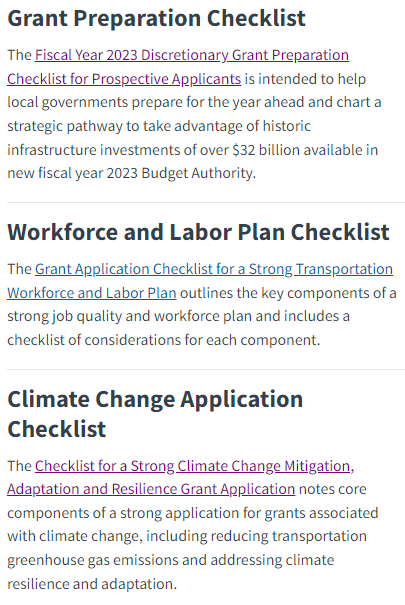 Grant Preparation Checklist
The Fiscal Year 2023 Discretionary Grant Preparation
Checklist for Prospective Applicants is intended to help
local governments prepare for the year ahead and chart a
strategic pathway to take advantage of historic
infrastructure investments of over $32 billion available in
new fiscal year 2023 Budget Authority.
Workforce and Labor Plan Checklist
The Grant Application Checklist for a Strong Transportation
Workforce and Labor Plan outlines the key components of a
strong job quality and workforce plan and includes a
checklist of considerations for each component.
Climate Change Application
Checklist
The Checklist for a Strong Climate Change Mitigation,
Adaptation and Resilience Grant Application notes core
components of a strong application for grants associated
with climate change, including reducing transportation
greenhouse gas emissions and addressing climate
resilience and adaptation.